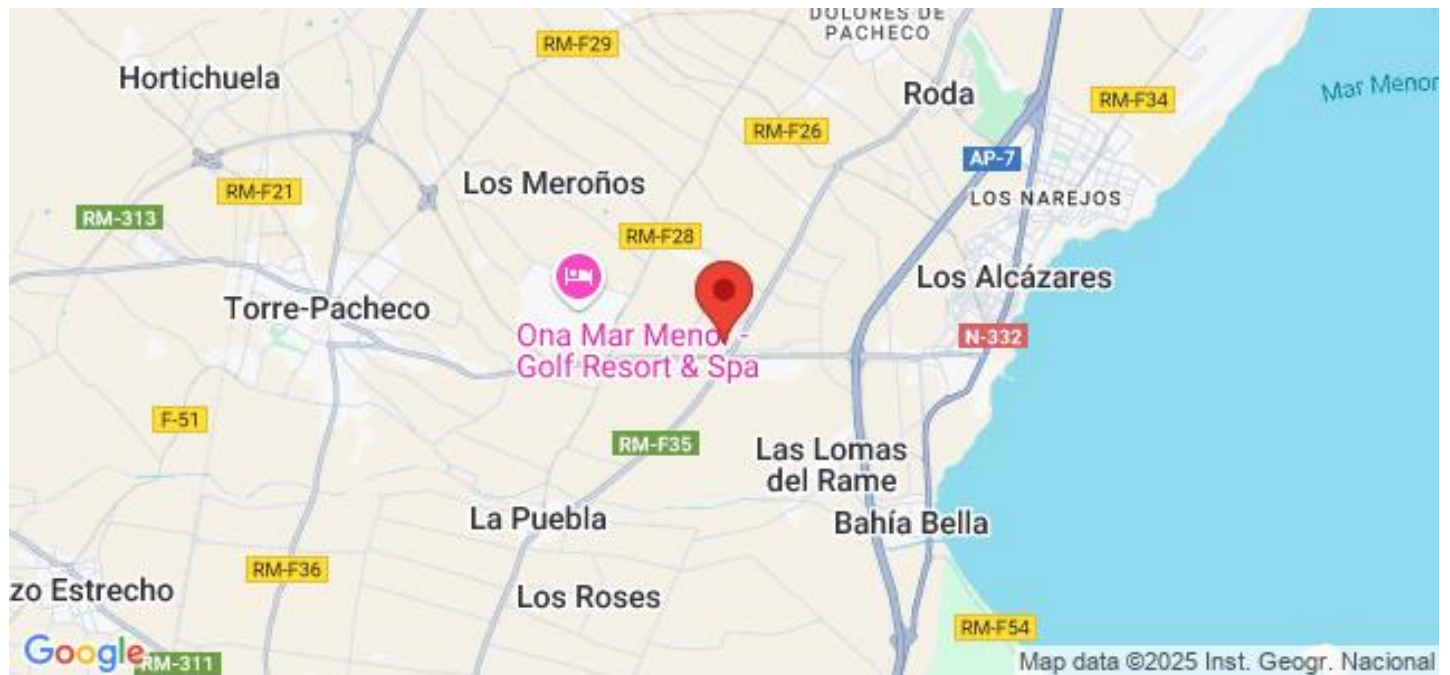 DOLORES DE
PACHECO
RM-F29
Hortichuela
Roda
RM-F34
Mar Menor
RM-F26
AP-7
Los Meroños
RM-F21
LOS NAREJOS
RM-313
RM-F28
Los Alcázares
Torre-Pacheco
Ona Mar Menor -
Golf Resort & Spa
N-332
F-51
RM-F35
Las Lomas
del Rame
La Puebla
Bahía Bella
RM-F36
zo Estrecho
Los Roses
RM-F54
Google
RM-311
Map data ©2025 Inst. Geogr. Nacional